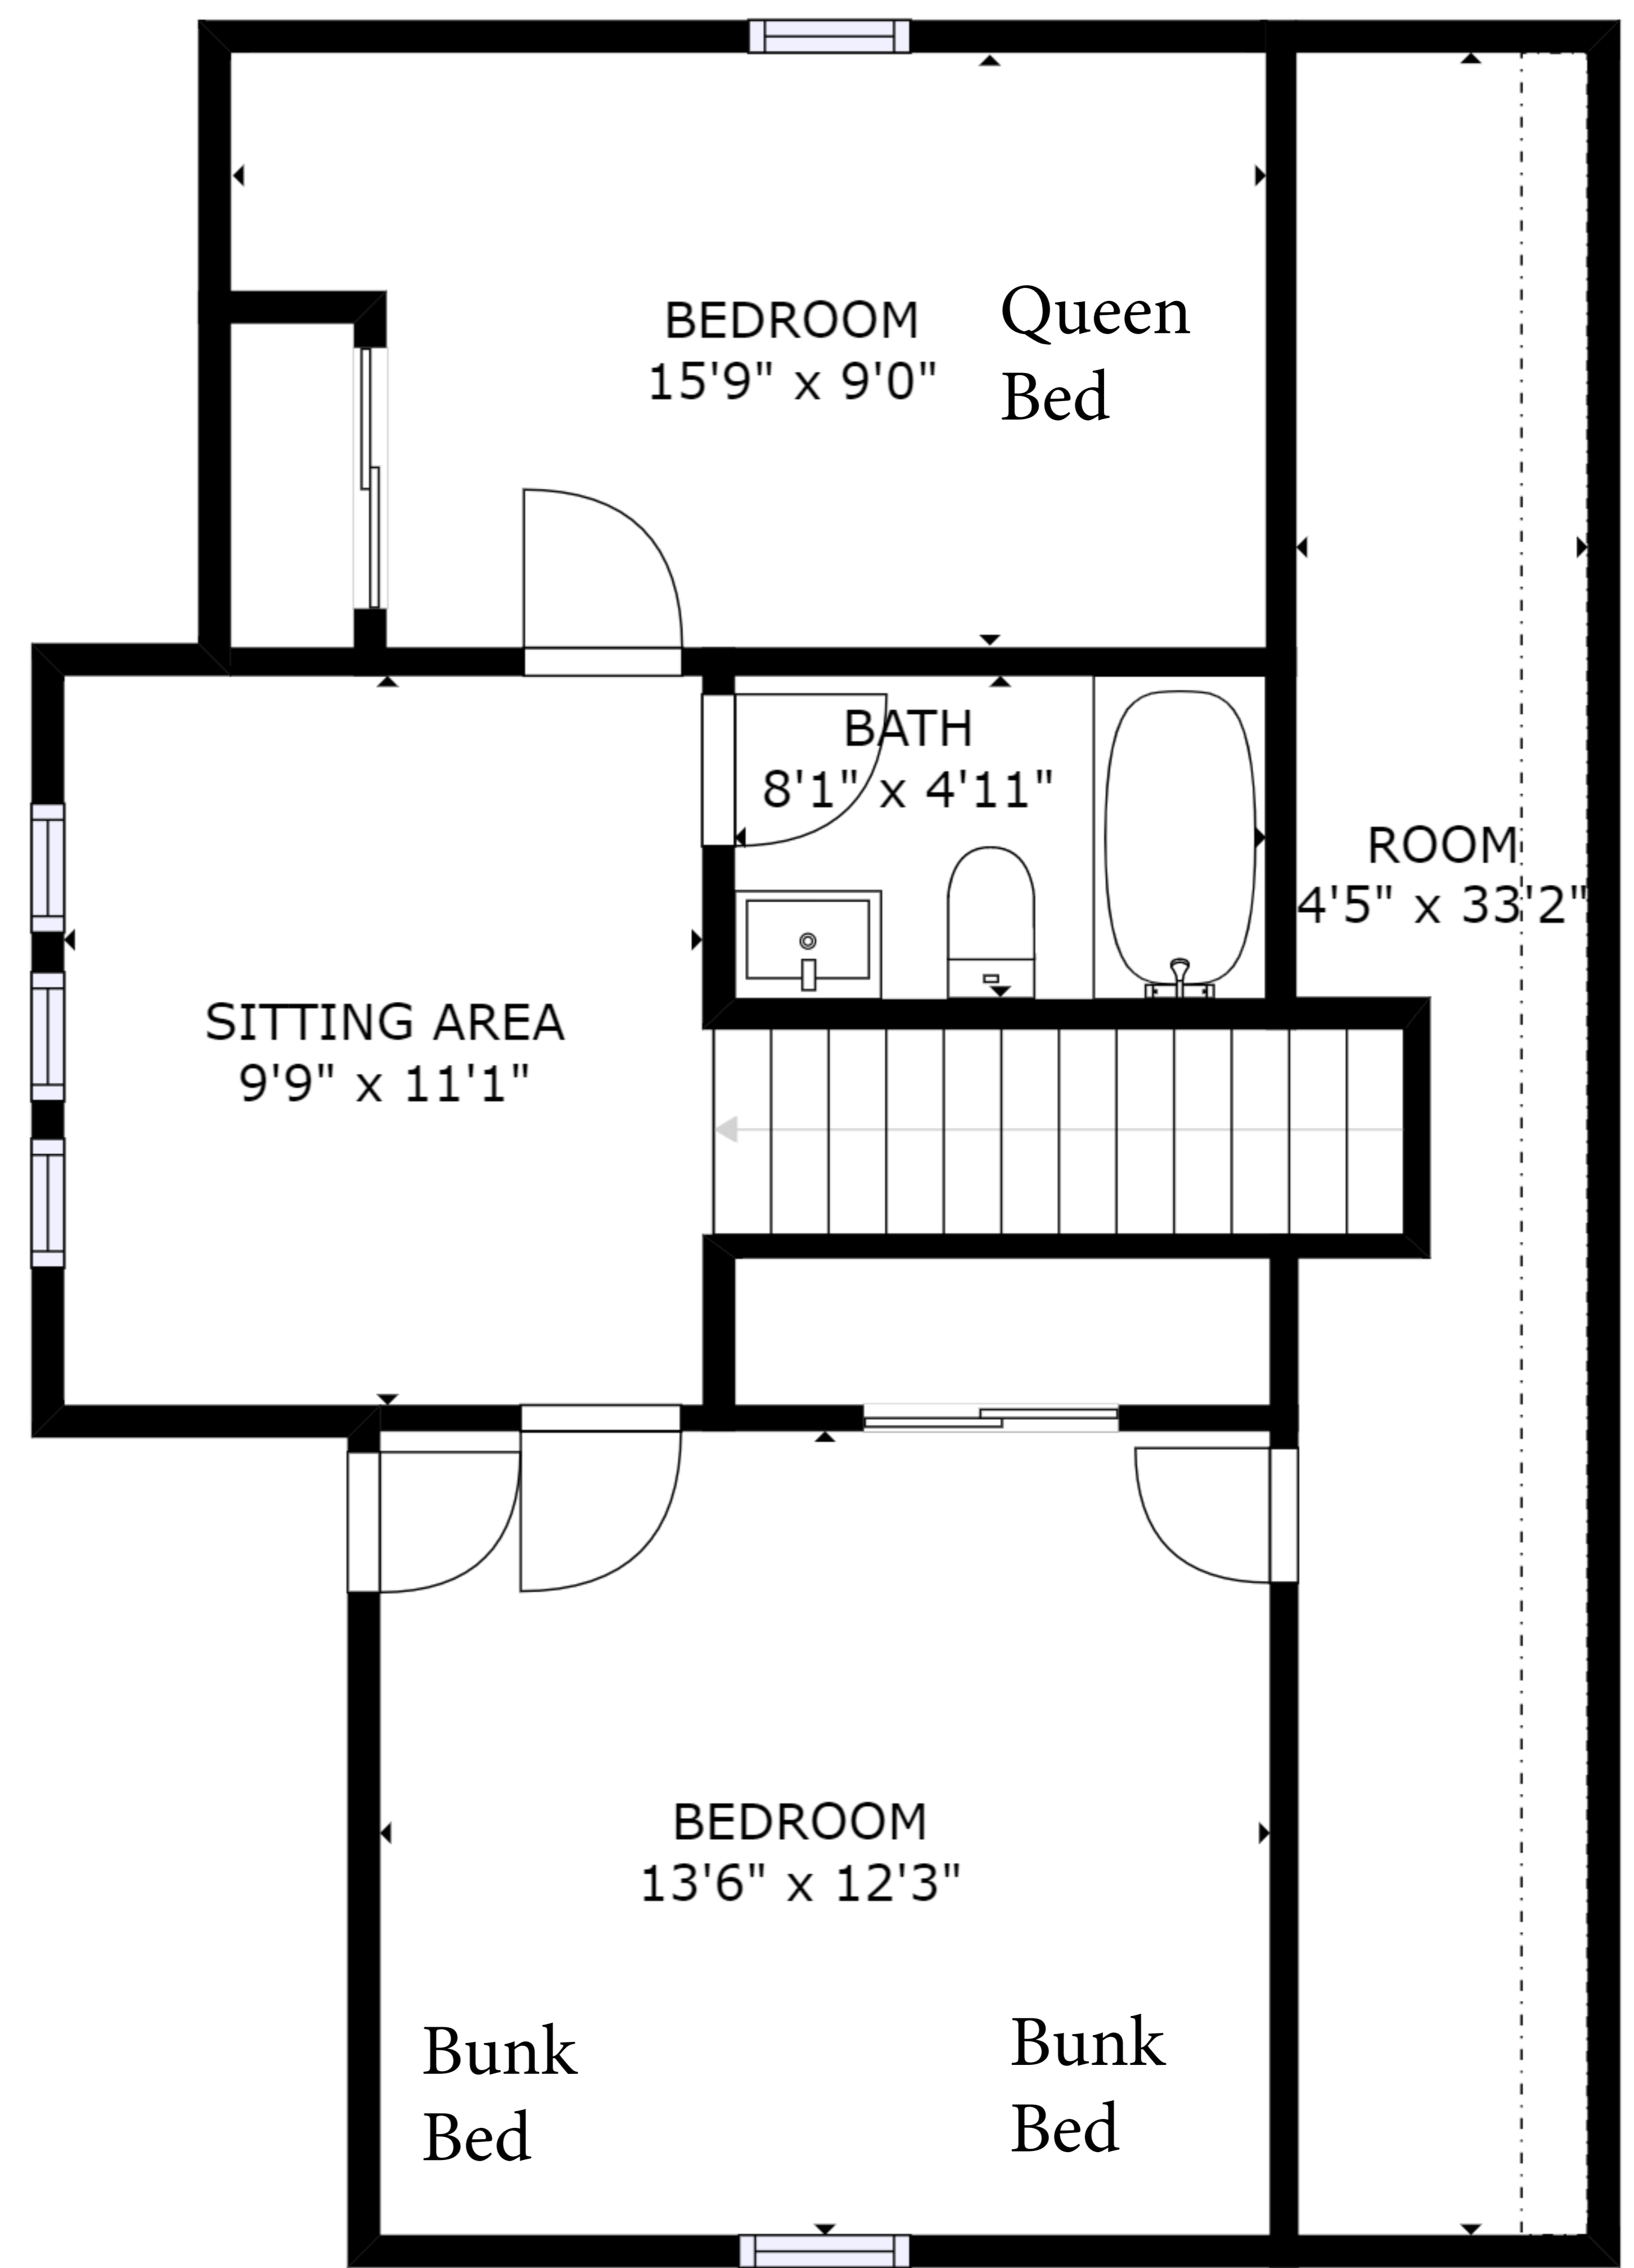 BEDROOM
15'9" x 9'0"
Queen
Bed
BATH
8'1" x 4'11"
ROOM
4'5" x 33'2"
SITTING AREA
9'9" x 11'1"
BEDROOM
13'6" x 12'3"
Bunk
Bed
Bunk
Bed